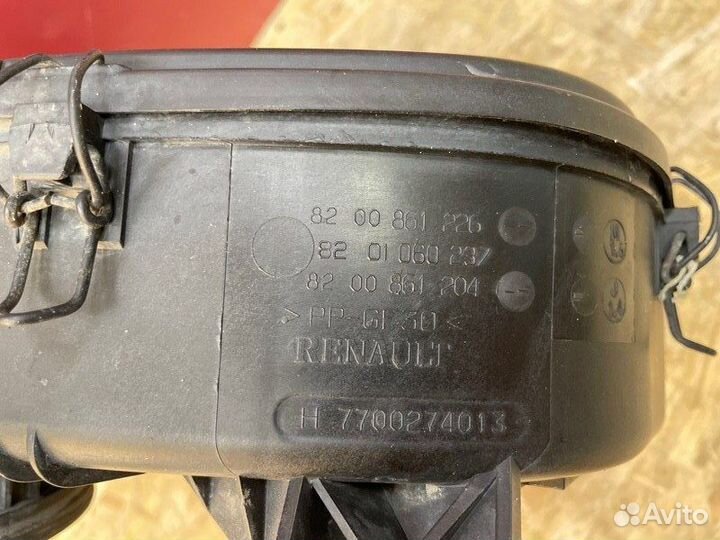 82 00 861 226
82 01 060 237
82 00 861 204
>PP-GF30<
RENAULT
H 7700274013
Avito